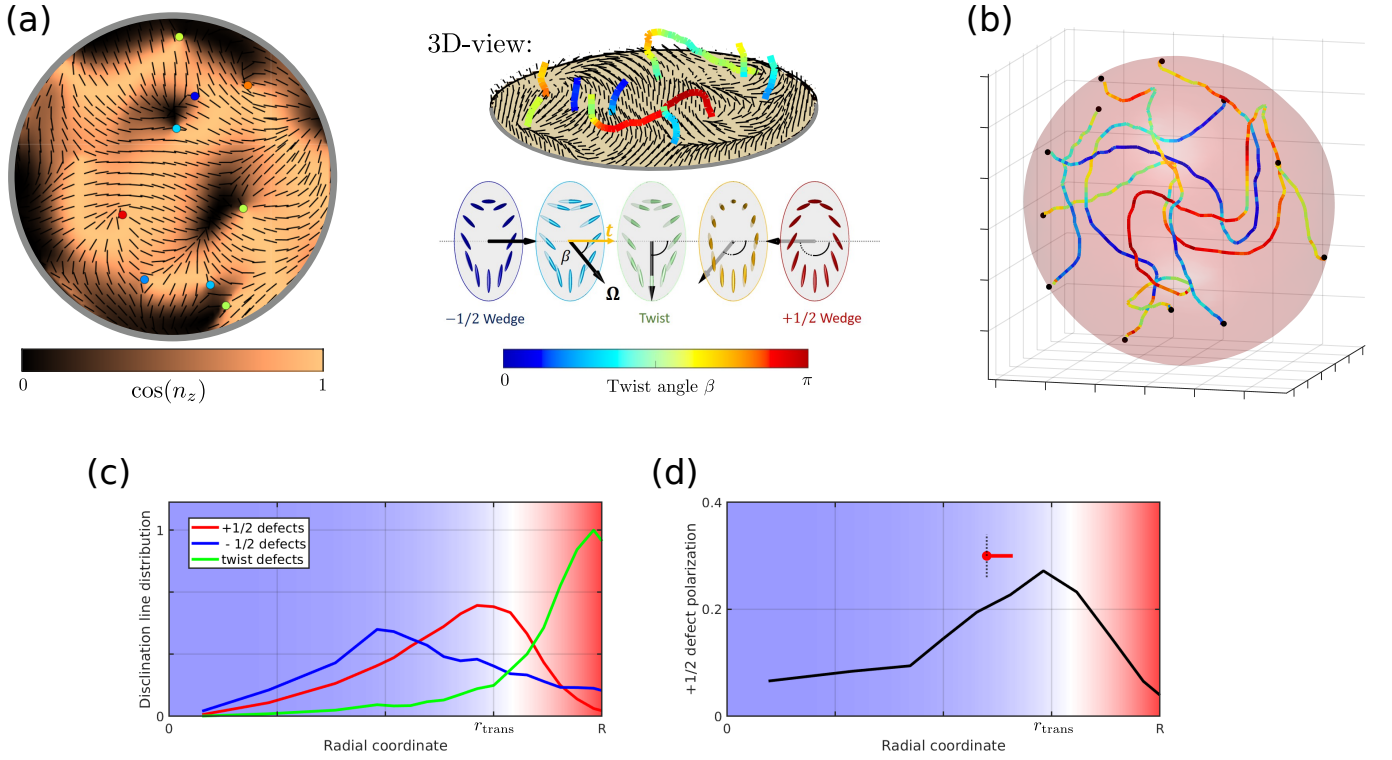 (a)
3D-view:
(b)
t
β
Ω
−1/2 Wedge
Twist
+1/2 Wedge
0
cos(n_z)
1
0
Twist angle β
π
(c)
Disclination line distribution
1
0
+1/2 defects
- 1/2 defects
twist defects
0
r_trans
R
Radial coordinate
(d)
+1/2 defect polarization
0.4
0.2
0
0
r_trans
R
Radial coordinate